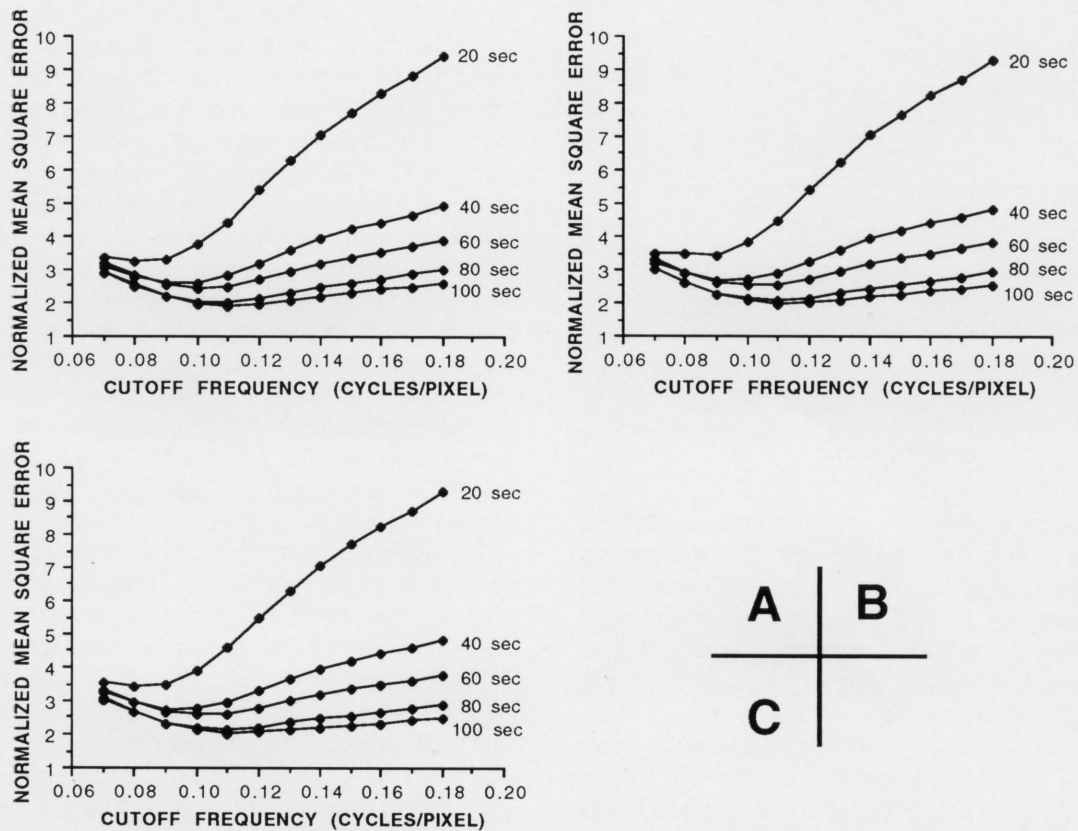 NORMALIZED MEAN SQUARE ERROR
10
9
8
7
6
5
4
3
2
1
20 sec
40 sec
60 sec
80 sec
100 sec
0.06 0.08 0.10 0.12 0.14 0.16 0.18 0.20
CUTOFF FREQUENCY (CYCLES/PIXEL)
NORMALIZED MEAN SQUARE ERROR
10
9
8
7
6
5
4
3
2
1
20 sec
40 sec
60 sec
80 sec
100 sec
0.06 0.08 0.10 0.12 0.14 0.16 0.18 0.20
CUTOFF FREQUENCY (CYCLES/PIXEL)
NORMALIZED MEAN SQUARE ERROR
10
9
8
7
6
5
4
3
2
1
20 sec
40 sec
60 sec
80 sec
100 sec
0.06 0.08 0.10 0.12 0.14 0.16 0.18 0.20
CUTOFF FREQUENCY (CYCLES/PIXEL)
A B
C